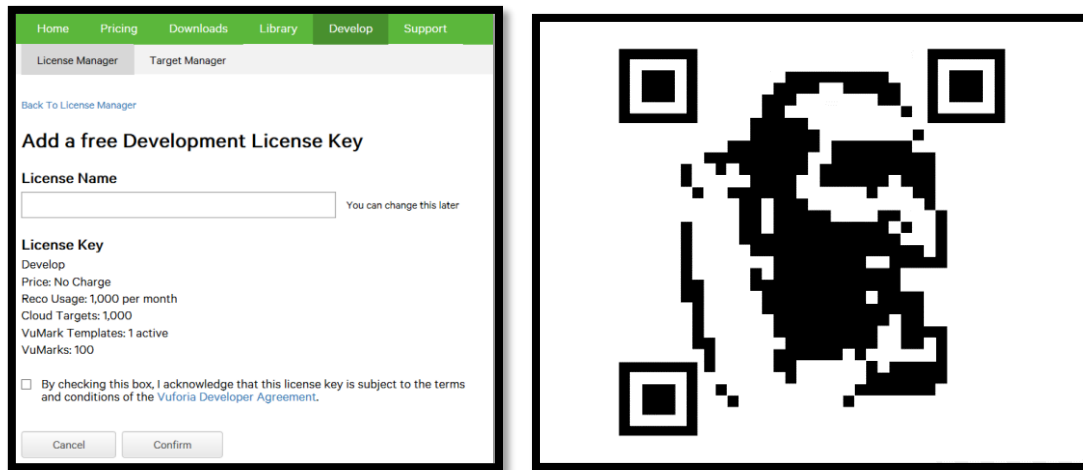 Home Pricing Downloads Library Develop Support
License Manager Target Manager
Back To License Manager
Add a free Development License Key
License Name
You can change this later
License Key
Develop
Price: No Charge
Reco Usage: 1,000 per month
Cloud Targets: 1,000
VuMark Templates: 1 active
VuMarks: 100
By checking this box, I acknowledge that this license key is subject to the terms
and conditions of the Vuforia Developer Agreement.
Cancel Confirm